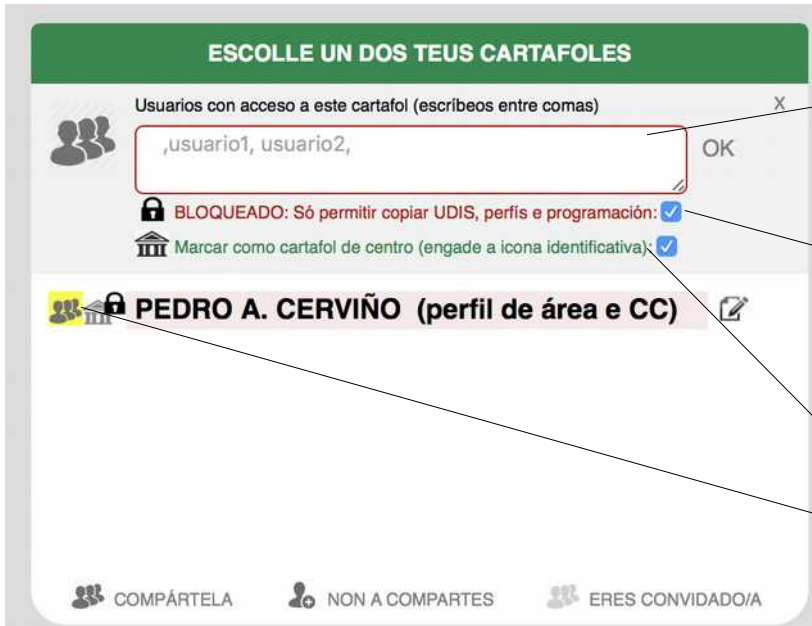 ESCOLLE UN DOS TEUS CARTAFOLES
Usuarios con acceso a este cartafol (escríbeos entre comas)
X
,usuario1, usuario2,
OK
BLOQUEADO: Só permitir copiar UDIS, perfís e programación:
Marcar como cartafol de centro (engade a icona identificativa):
PEDRO A. CERVIÑO (perfil de área e CC)
COMPÁRTELA NON A COMPARTES ERES CONVIDADO/A